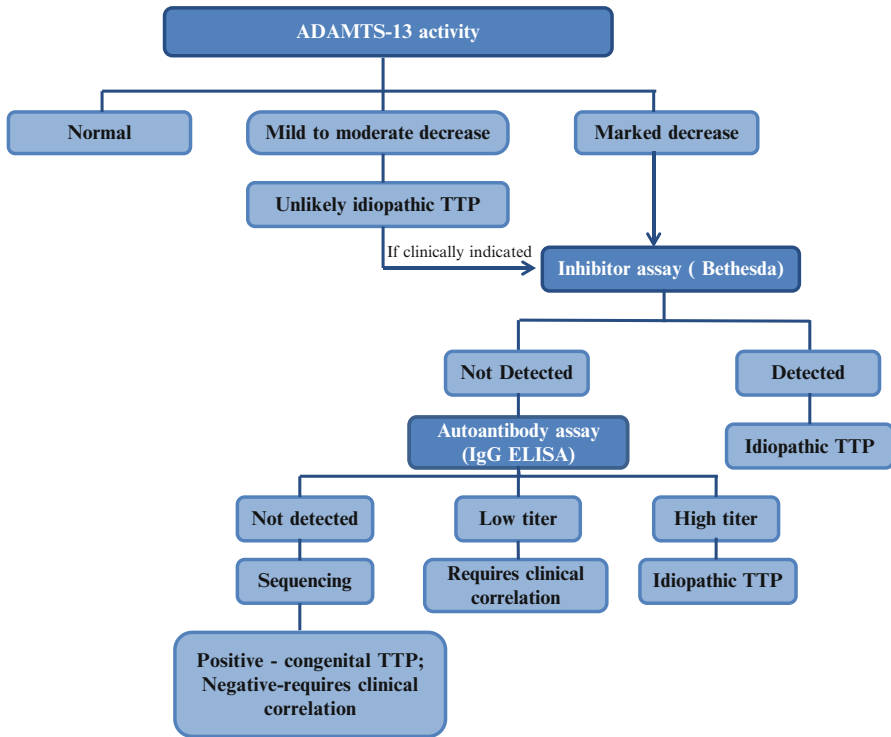 ADAMTS-13 activity
Normal
Mild to moderate decrease
Marked decrease
Unlikely idiopathic TTP
If clinically indicated
Inhibitor assay ( Bethesda)
Not Detected
Detected
Autoantibody assay
(IgG ELISA)
Idiopathic TTP
Not detected
Low titer
High titer
Sequencing
Requires clinical
correlation
Idiopathic TTP
Positive - congenital TTP;
Negative-requires clinical
correlation